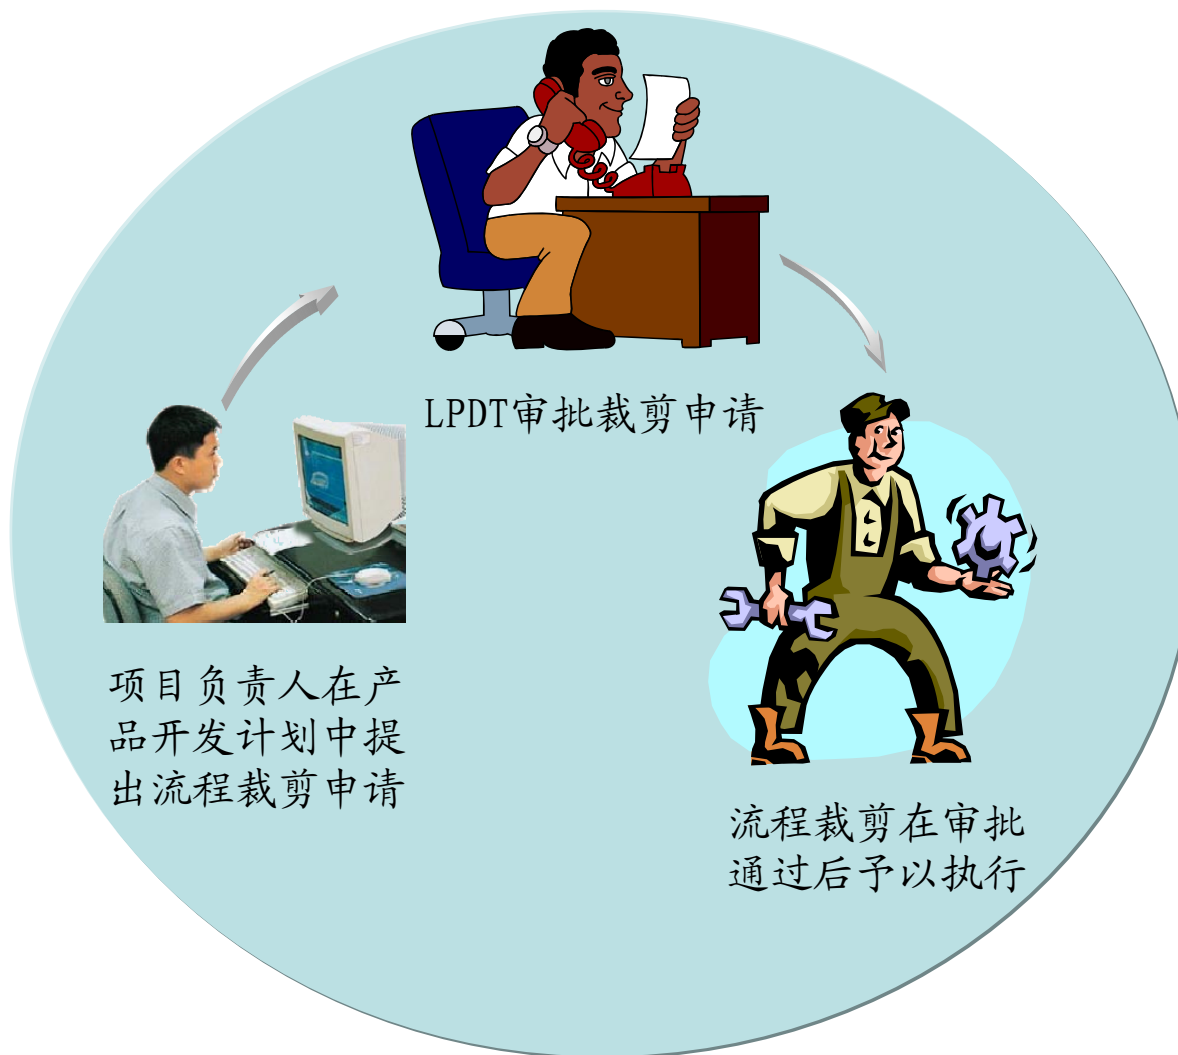 LPDT审批裁剪申请
项目负责人在产
品开发计划中提
出流程裁剪申请
流程裁剪在审批
通过后予以执行